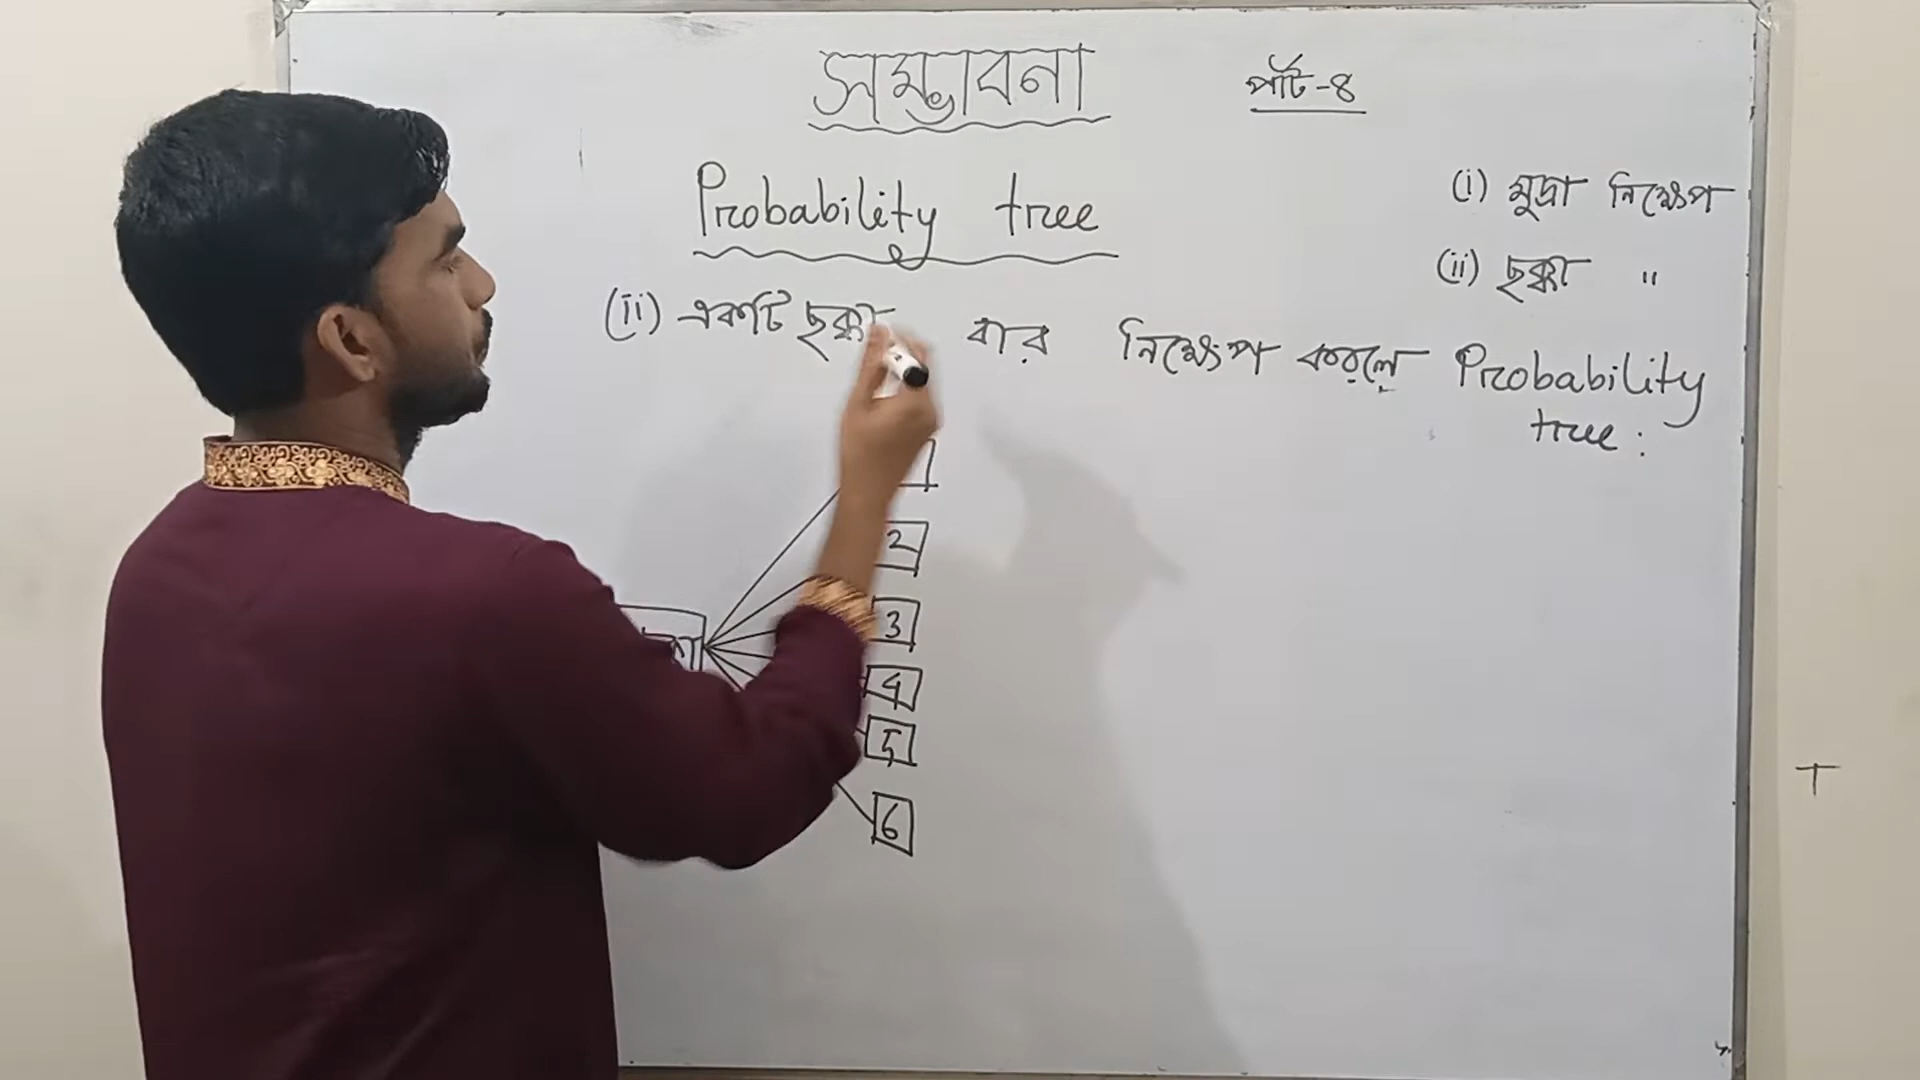 সম্ভাবনা
পার্ট-৪
Probability tree
(i) মুদ্রা নিক্ষেপ
(ii) ছক্কা "
(ii) একটি ছক্কা বার নিক্ষেপ করলে Probability
tree:
2
3
4
5
6
T